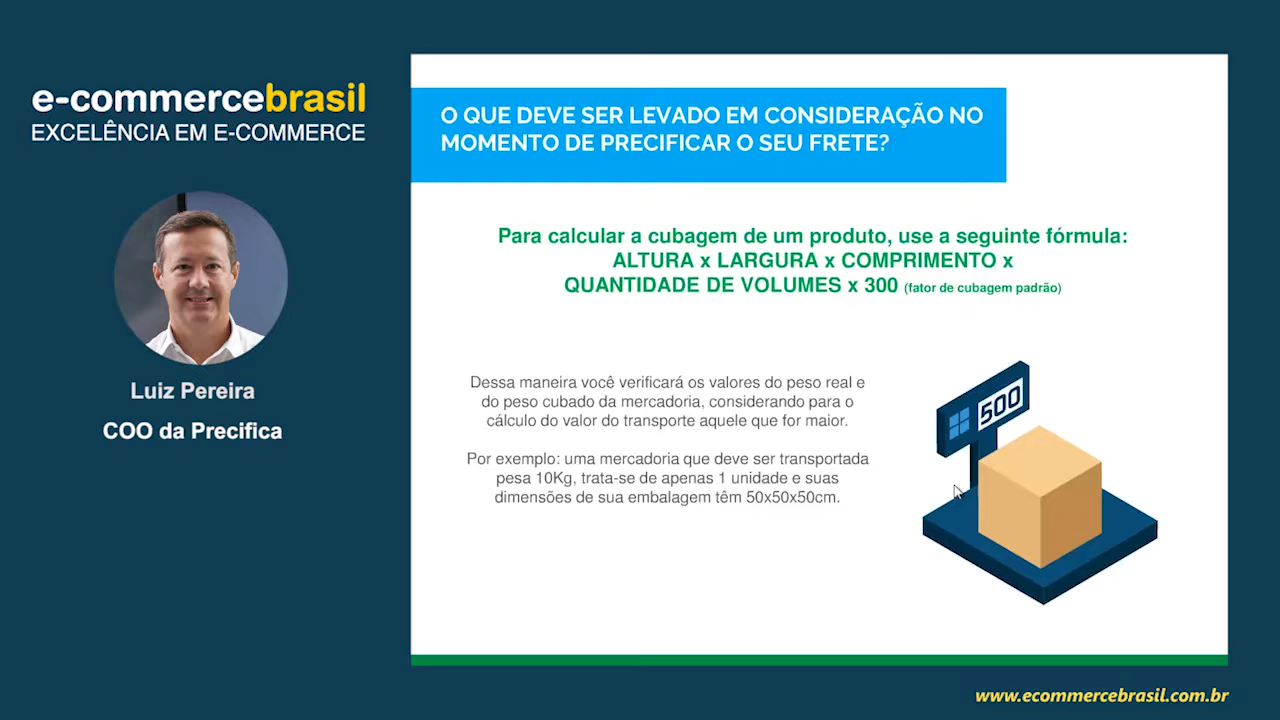 e-commercebrasil
EXCELÊNCIA EM E-COMMERCE
Luiz Pereira
COO da Precifica
O QUE DEVE SER LEVADO EM CONSIDERAÇÃO NO
MOMENTO DE PRECIFICAR O SEU FRETE?
Para calcular a cubagem de um produto, use a seguinte fórmula:
ALTURA x LARGURA x COMPRIMENTO x
QUANTIDADE DE VOLUMES x 300 (fator de cubagem padrão)
Dessa maneira você verificará os valores do peso real e
do peso cubado da mercadoria, considerando para o
cálculo do valor do transporte aquele que for maior.
Por exemplo: uma mercadoria que deve ser transportada
pesa 10Kg, trata-se de apenas 1 unidade e suas
dimensões de sua embalagem têm 50x50x50cm.
500
www.ecommercebrasil.com.br